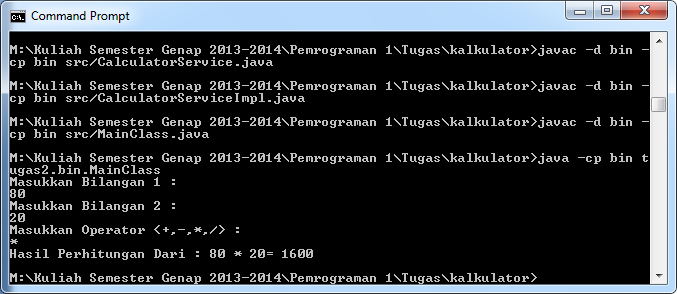 Command Prompt
M:\Kuliah Semester Genap 2013-2014\Pemrograman 1\Tugas\kalkulator>javac -d bin -
cp bin src/CalculatorService.java
M:\Kuliah Semester Genap 2013-2014\Pemrograman 1\Tugas\kalkulator>javac -d bin -
cp bin src/CalculatorServiceImpl.java
M:\Kuliah Semester Genap 2013-2014\Pemrograman 1\Tugas\kalkulator>javac -d bin -
cp bin src/MainClass.java
M:\Kuliah Semester Genap 2013-2014\Pemrograman 1\Tugas\kalkulator>java -cp bin t
ugas2.bin.MainClass
Masukkan Bilangan 1 :
80
Masukkan Bilangan 2 :
20
Masukkan Operator <+,-,*,/> :
*
Hasil Perhitungan Dari : 80 * 20= 1600
M:\Kuliah Semester Genap 2013-2014\Pemrograman 1\Tugas\kalkulator>